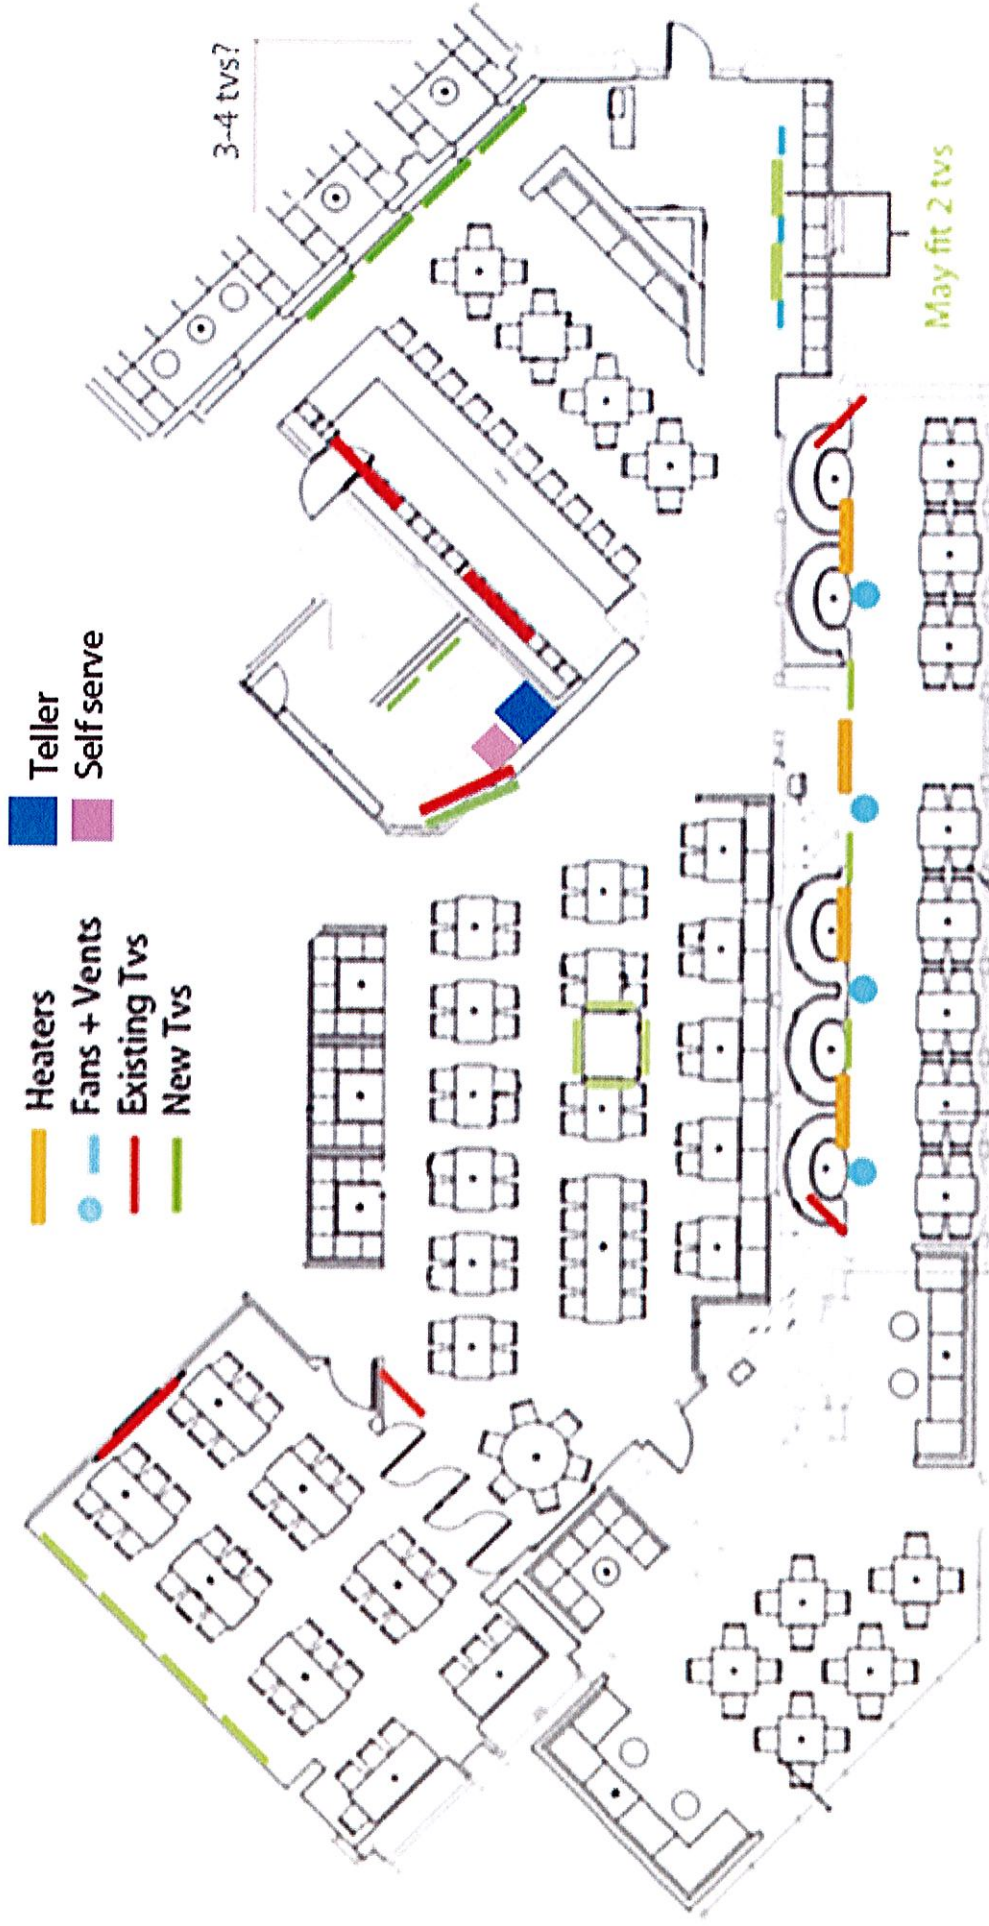 Heaters
Fans + Vents
Existing Tvs
New Tvs
Teller
Self serve
3-4 tvs?
May fit 2 tvs